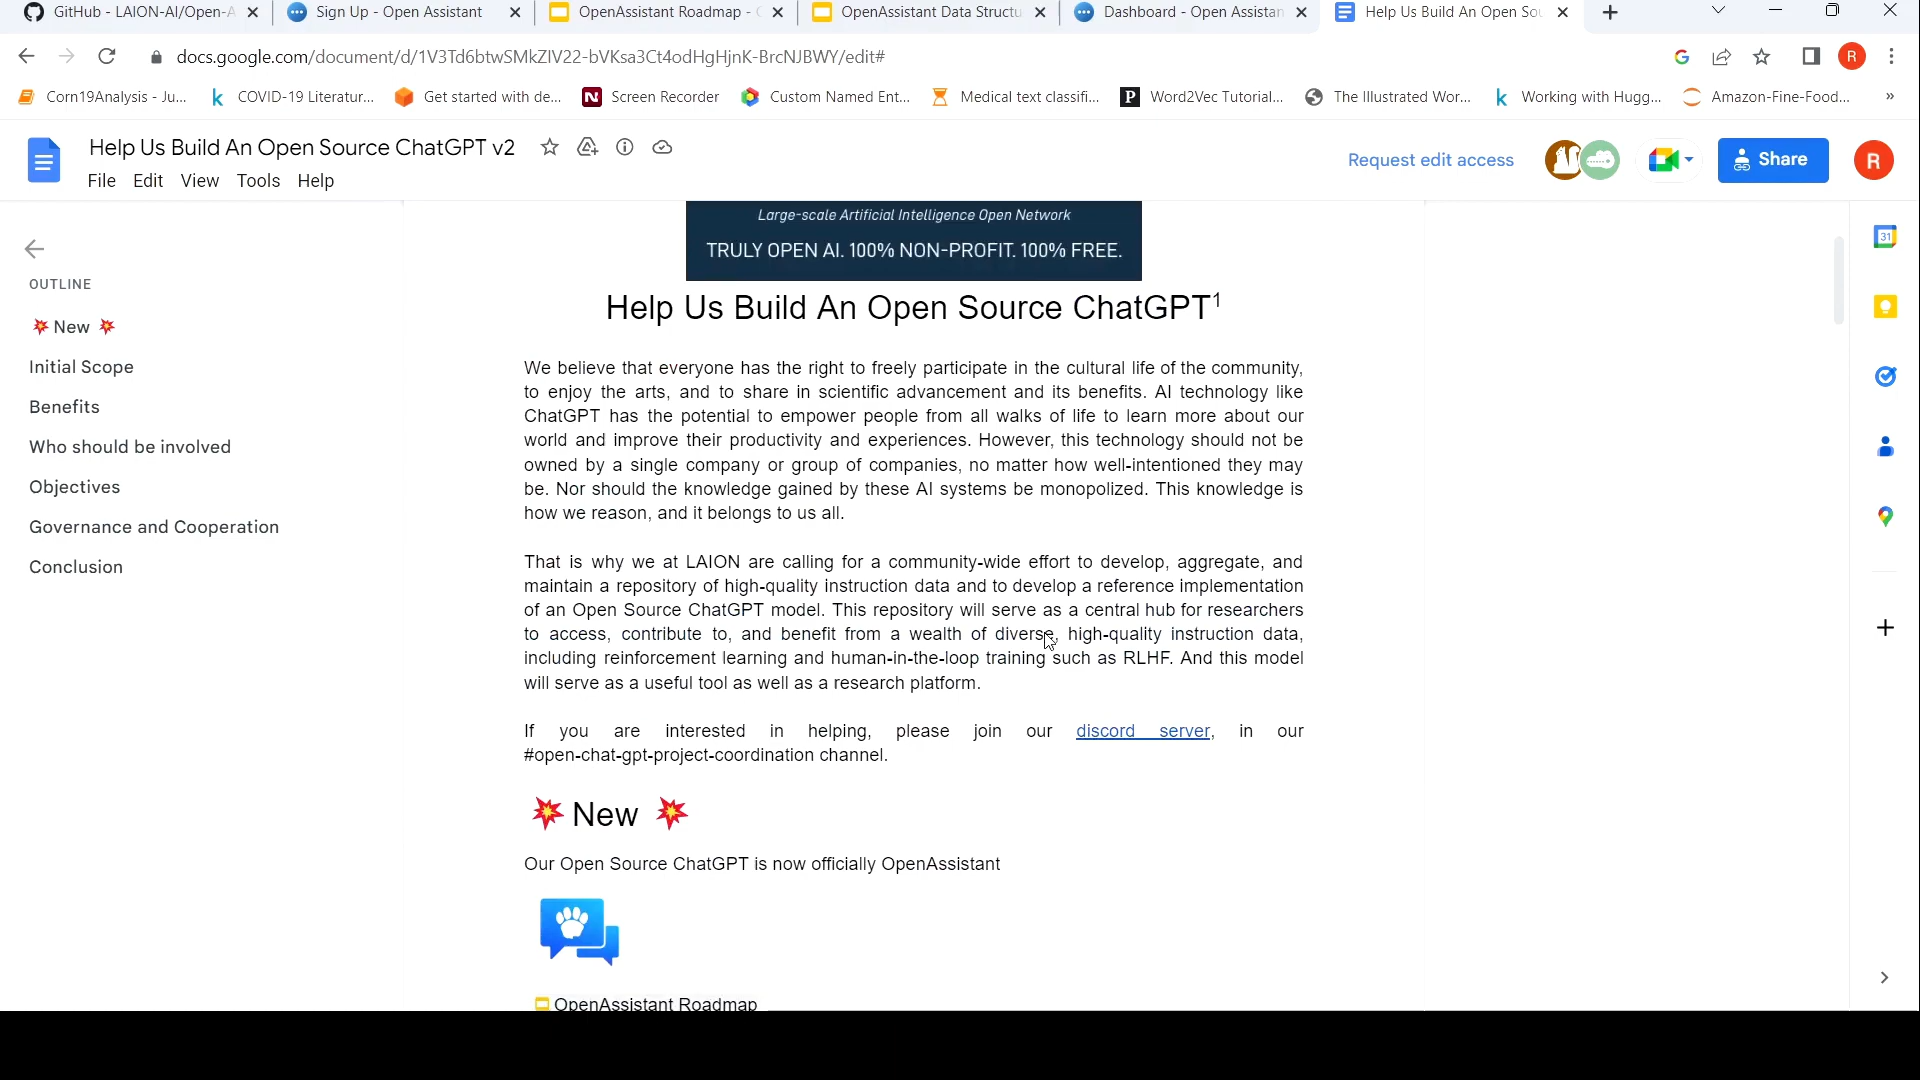 GitHub - LAION-AI/Open-A
Sign Up - Open Assistant
OpenAssistant Roadmap -
OpenAssistant Data Structu
Dashboard - Open Assistan
Help Us Build An Open Sou
docs.google.com/document/d/1V3Td6btwSMkZIV22-bVKsa3Ct4odHgHjnK-BrcNJBWY/edit#
R
Corn19Analysis - Ju...
COVID-19 Literatur...
Get started with de...
Screen Recorder
Custom Named Ent...
Medical text classifi...
Word2Vec Tutorial...
The Illustrated Wor...
Working with Hugg...
Amazon-Fine-Food...
»
Help Us Build An Open Source ChatGPT v2
File Edit View Tools Help
Request edit access
Share
R
OUTLINE
💥 New 💥
Initial Scope
Benefits
Who should be involved
Objectives
Governance and Cooperation
Conclusion
Large-scale Artificial Intelligence Open Network
TRULY OPEN AI. 100% NON-PROFIT. 100% FREE.
Help Us Build An Open Source ChatGPT¹
We believe that everyone has the right to freely participate in the cultural life of the community,
to enjoy the arts, and to share in scientific advancement and its benefits. AI technology like
ChatGPT has the potential to empower people from all walks of life to learn more about our
world and improve their productivity and experiences. However, this technology should not be
owned by a single company or group of companies, no matter how well-intentioned they may
be. Nor should the knowledge gained by these AI systems be monopolized. This knowledge is
how we reason, and it belongs to us all.
That is why we at LAION are calling for a community-wide effort to develop, aggregate, and
maintain a repository of high-quality instruction data and to develop a reference implementation
of an Open Source ChatGPT model. This repository will serve as a central hub for researchers
to access, contribute to, and benefit from a wealth of diverse, high-quality instruction data,
including reinforcement learning and human-in-the-loop training such as RLHF. And this model
will serve as a useful tool as well as a research platform.
If you are interested in helping, please join our discord server, in our
#open-chat-gpt-project-coordination channel.
💥 New 💥
Our Open Source ChatGPT is now officially OpenAssistant
OpenAssistant Roadmap
31